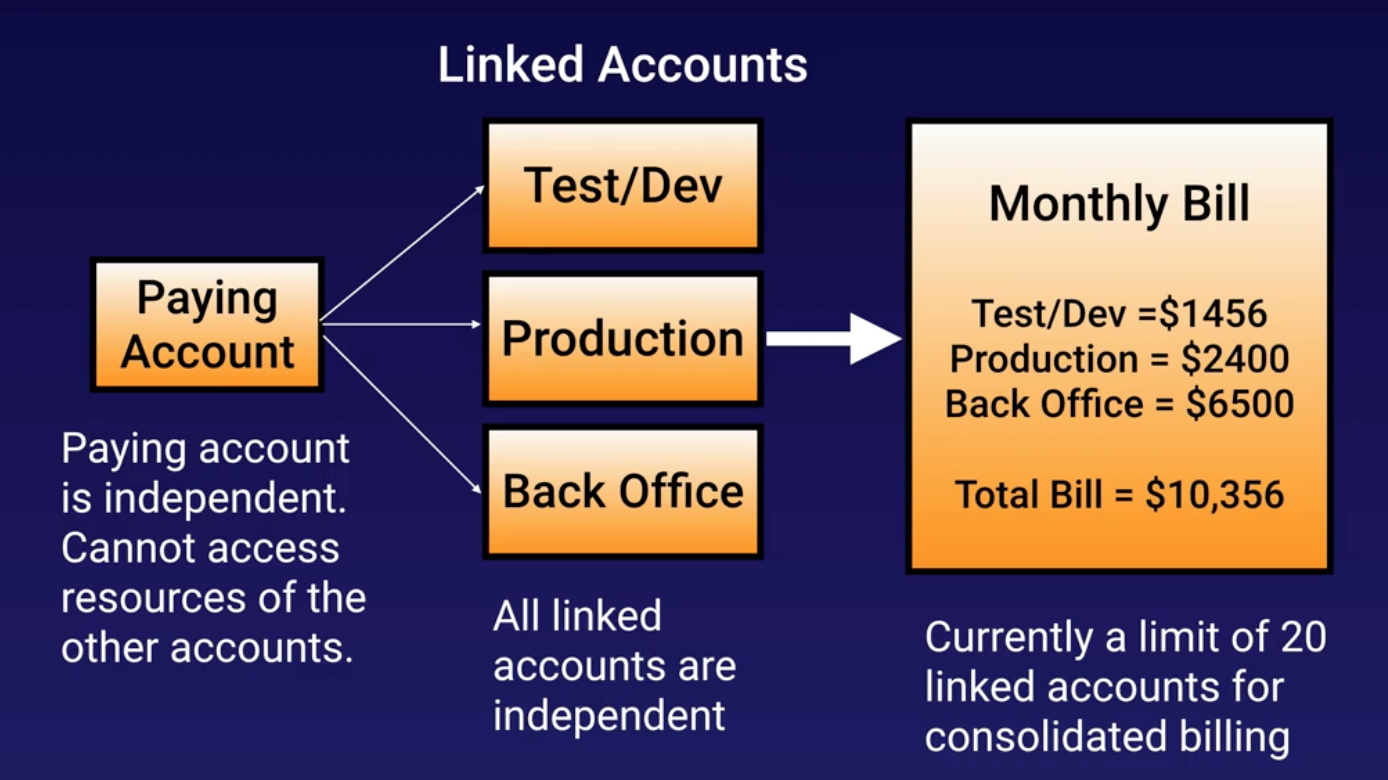 Linked Accounts
Paying
Account
Paying account
is independent.
Cannot access
resources of the
other accounts.
Test/Dev
Production
Back Office
All linked
accounts are
independent
Monthly Bill
Test/Dev =$1456
Production = $2400
Back Office = $6500
Total Bill = $10,356
Currently a limit of 20
linked accounts for
consolidated billing